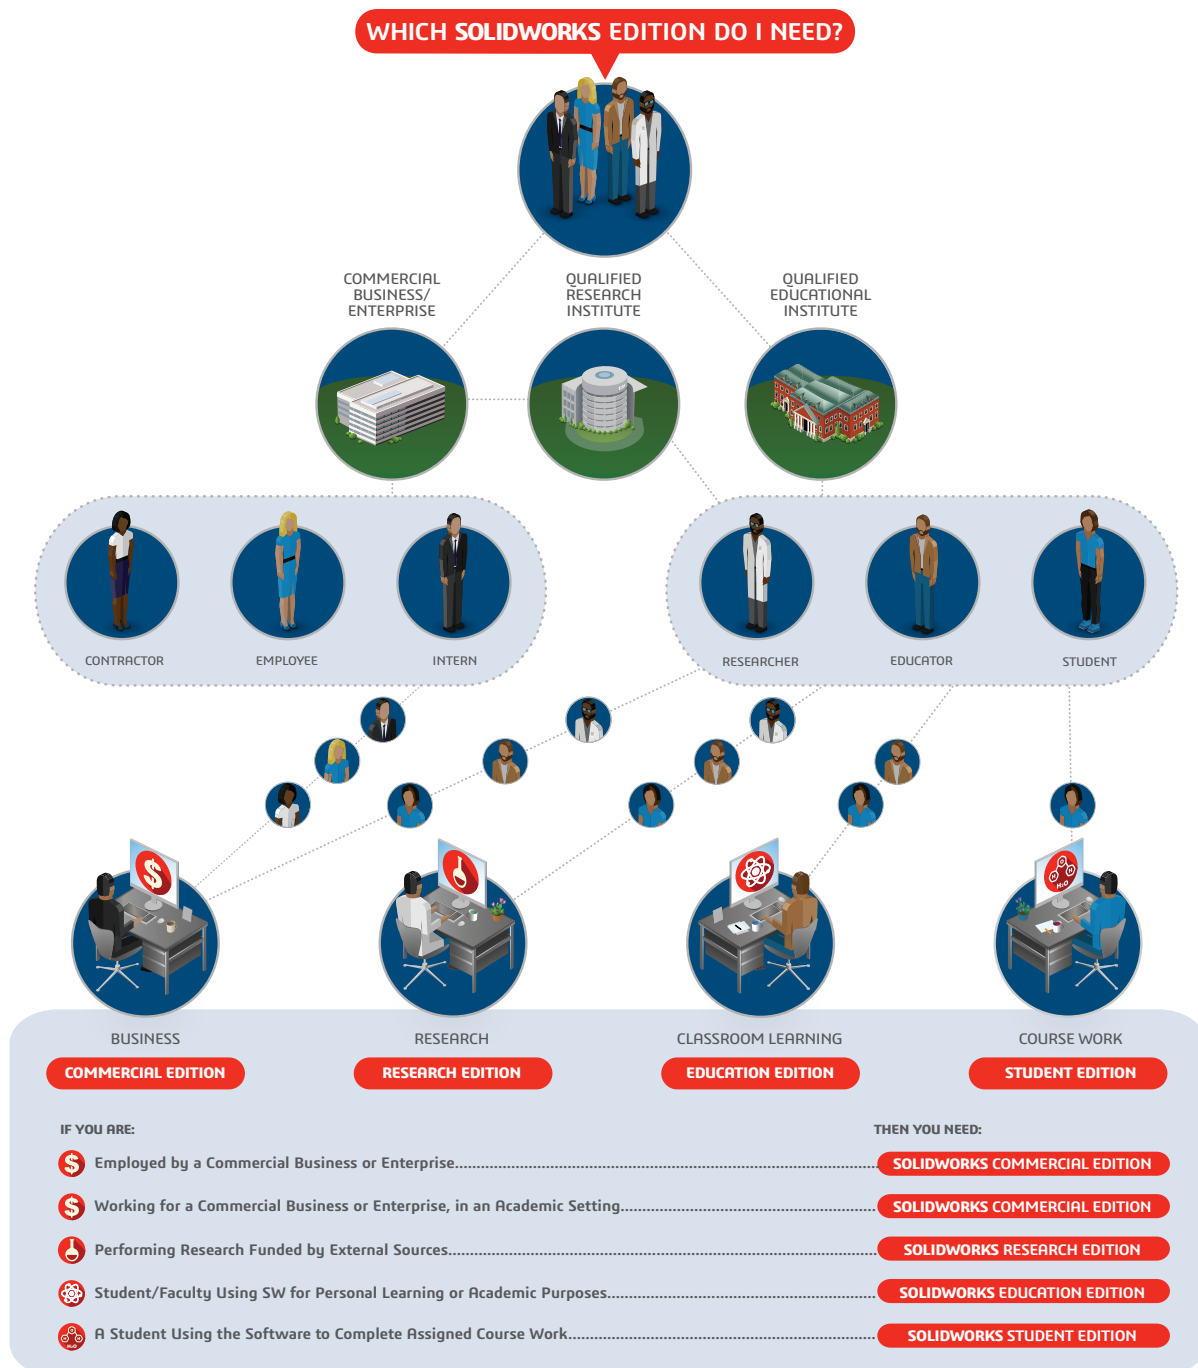 WHICH SOLIDWORKS EDITION DO I NEED?
COMMERCIAL
BUSINESS/
ENTERPRISE
QUALIFIED
RESEARCH
INSTITUTE
QUALIFIED
EDUCATIONAL
INSTITUTE
CONTRACTOR
EMPLOYEE
INTERN
RESEARCHER
EDUCATOR
STUDENT
$
H
O
H
H₂O
BUSINESS
COMMERCIAL EDITION
RESEARCH
RESEARCH EDITION
CLASSROOM LEARNING
EDUCATION EDITION
COURSE WORK
STUDENT EDITION
IF YOU ARE:
THEN YOU NEED:
$ Employed by a Commercial Business or Enterprise SOLIDWORKS COMMERCIAL EDITION
$ Working for a Commercial Business or Enterprise, in an Academic Setting SOLIDWORKS COMMERCIAL EDITION
Performing Research Funded by External Sources SOLIDWORKS RESEARCH EDITION
Student/Faculty Using SW for Personal Learning or Academic Purposes SOLIDWORKS EDUCATION EDITION
H₂O A Student Using the Software to Complete Assigned Course Work SOLIDWORKS STUDENT EDITION